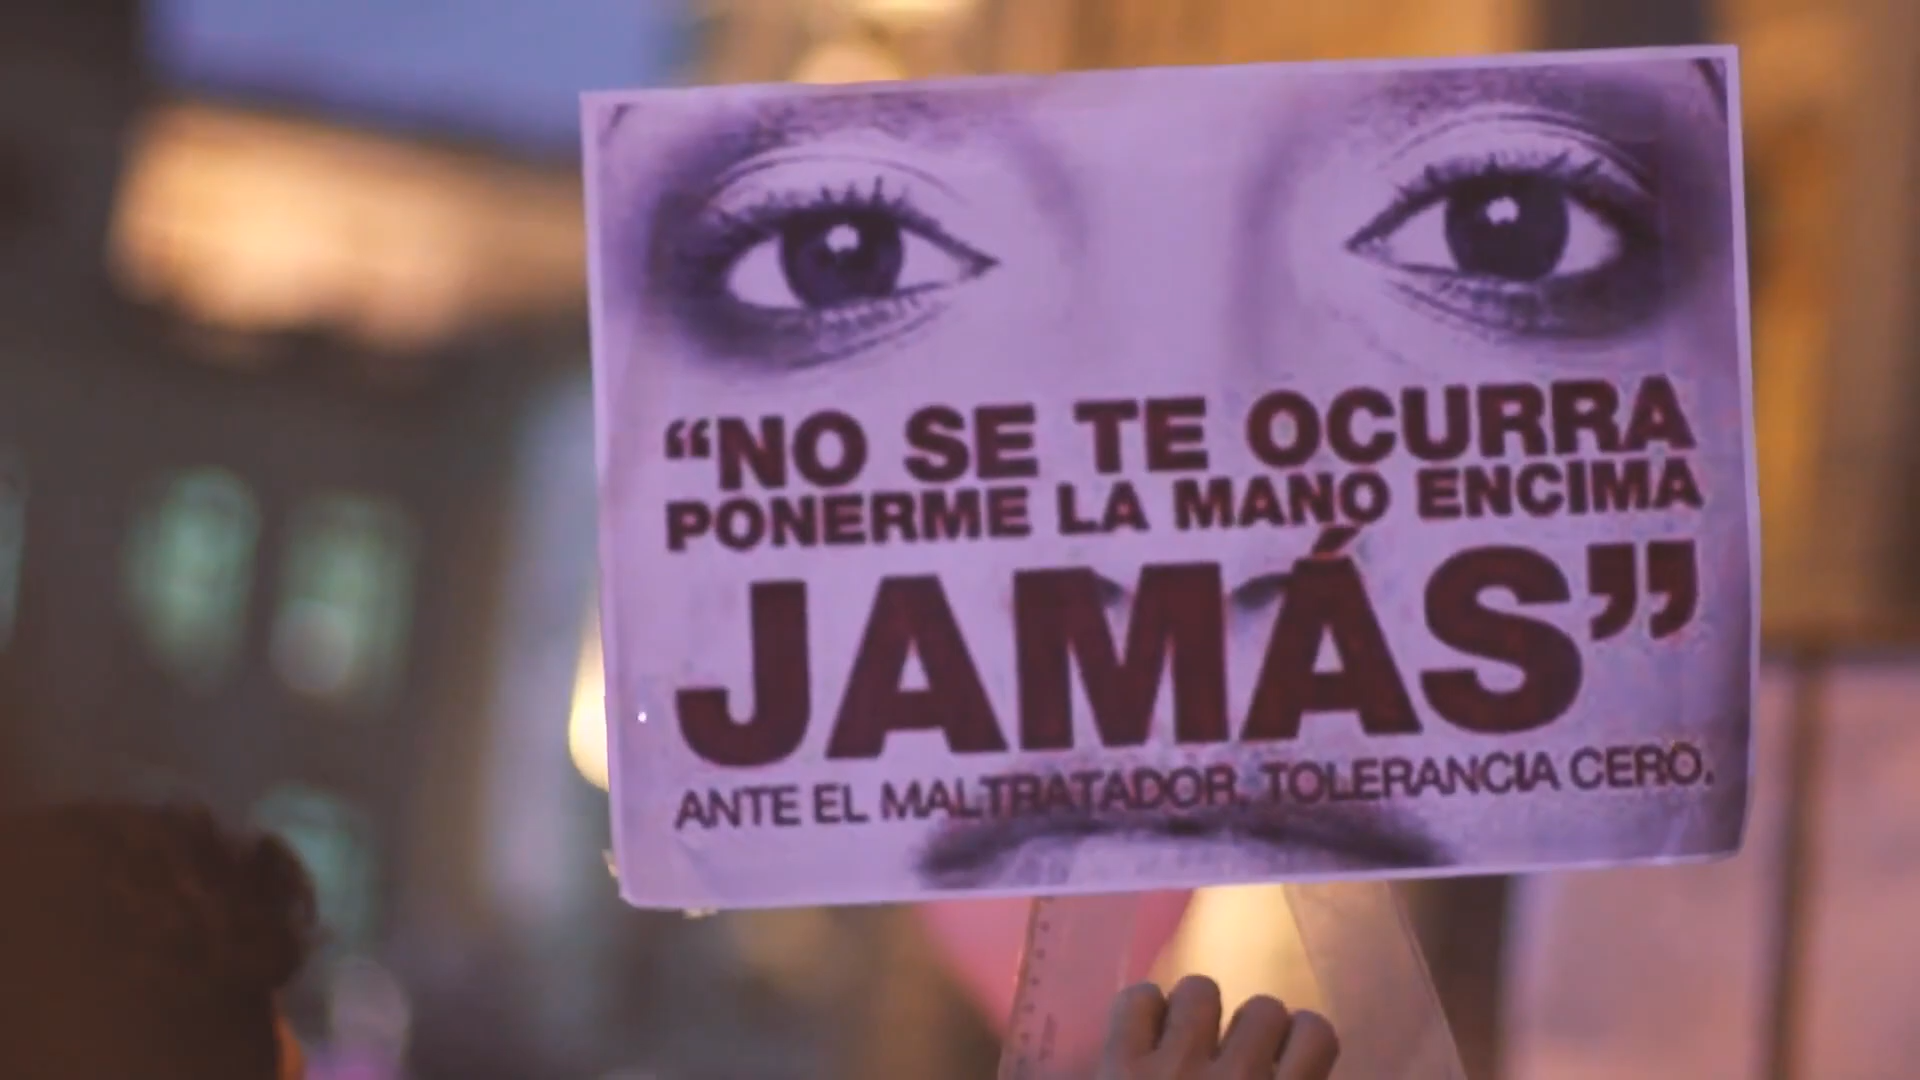 “NO SE TE OCURRA
PONERME LA MANO ENCIMA
JAMÁS”
ANTE EL MALTRATADOR, TOLERANCIA CERO.